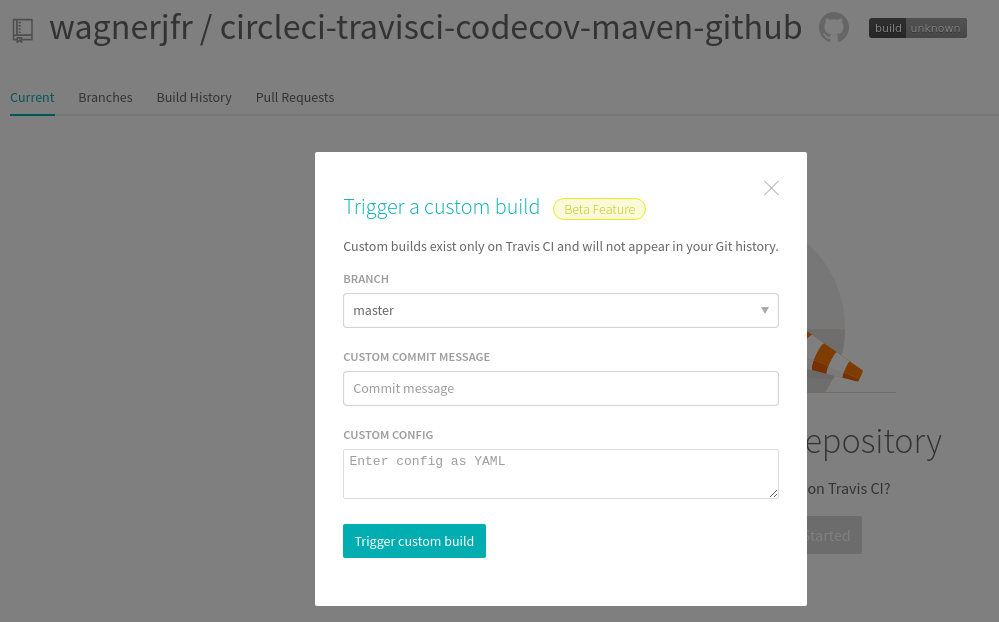 wagnerjfr / circleci-travisci-codecov-maven-github
build unknown
Current Branches Build History Pull Requests
Trigger a custom build Beta Feature
Custom builds exist only on Travis CI and will not appear in your Git history.
BRANCH
master
CUSTOM COMMIT MESSAGE
Commit message
CUSTOM CONFIG
Enter config as YAML
Trigger custom build
epository
on Travis CI?
Started